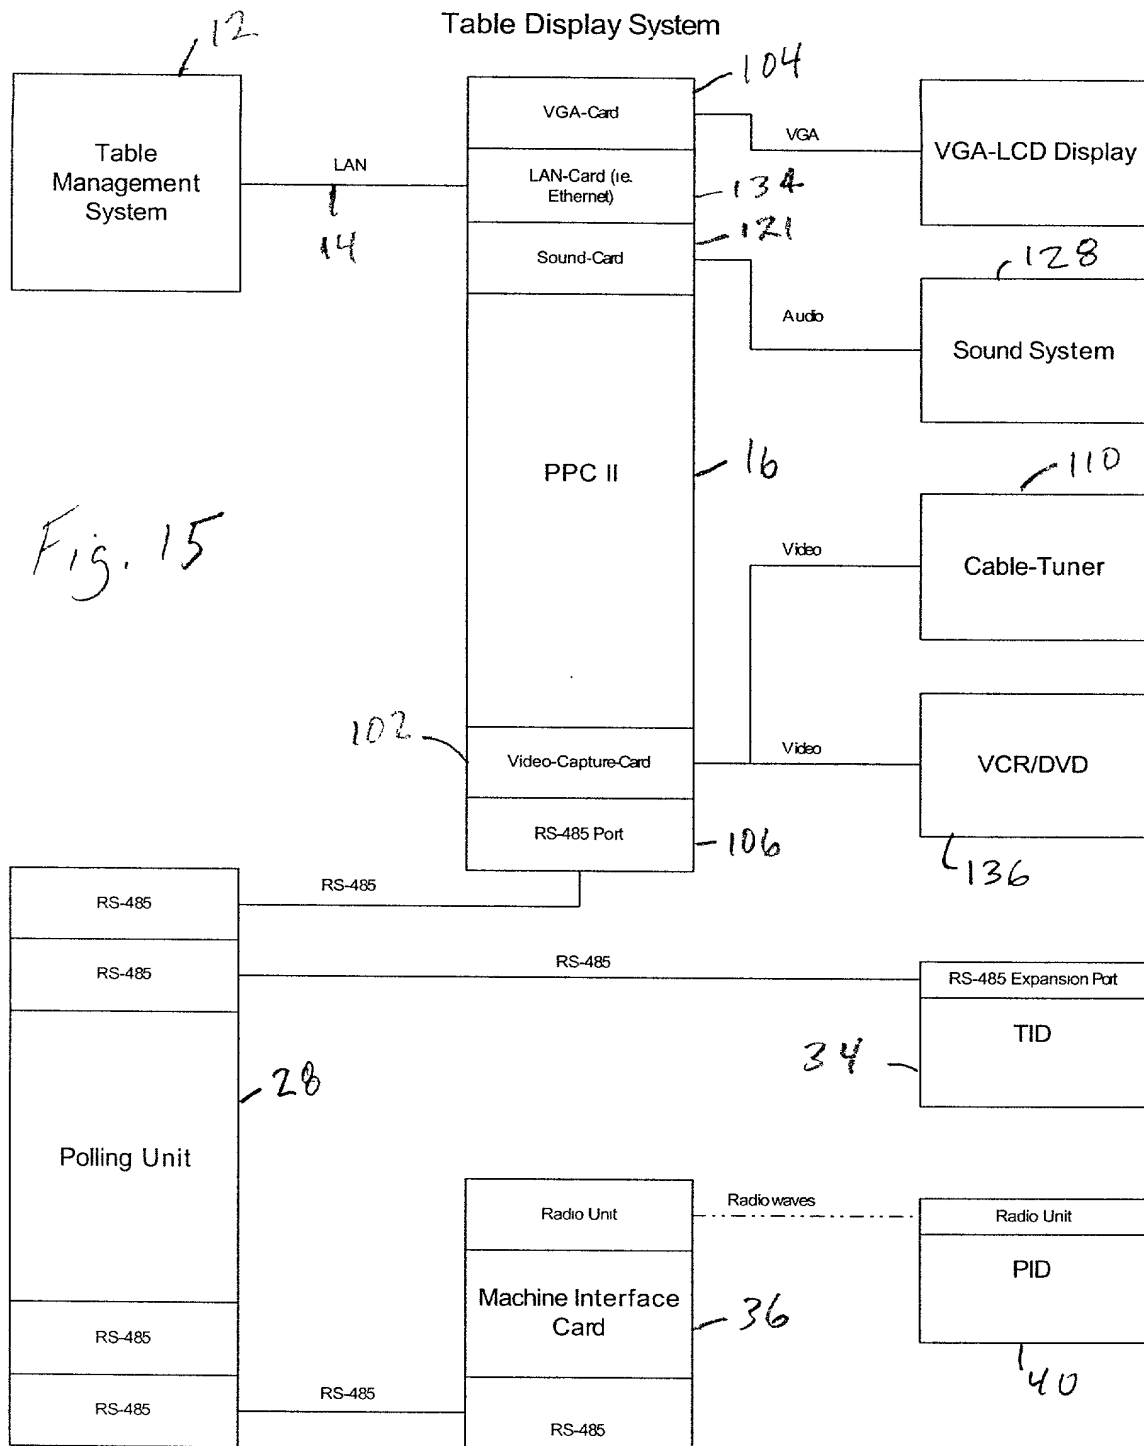 Table Display System
12
104
VGA-Card
VGA
VGA-LCD Display
Table
Management
System
LAN
14
LAN-Card (ie.
Ethernet)
134
121
Sound-Card
128
Audio
Sound System
PPC II
16
110
Fig. 15
Video
Cable-Tuner
102
Video-Capture-Card
Video
VCR/DVD
RS-485 Port
106
136
RS-485
RS-485
RS-485
RS-485
RS-485 Expansion Port
TID
34
28
Polling Unit
Radio Unit
Radio waves
Radio Unit
PID
Machine Interface
Card
36
40
RS-485
RS-485
RS-485
RS-485